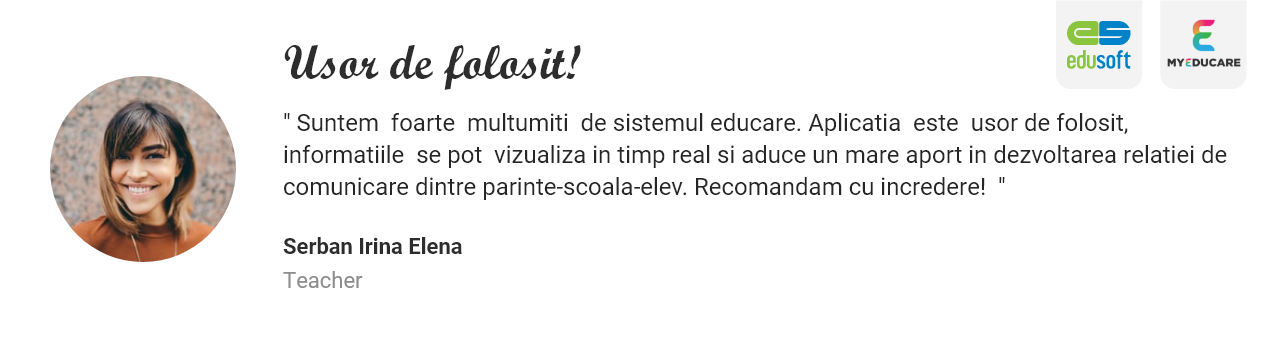 Usor de folosit!
edusoft
MYEDUCARE
" Suntem foarte multumiti de sistemul educare. Aplicatia este usor de folosit,
informatiile se pot vizualiza in timp real si aduce un mare aport in dezvoltarea relatiei de
comunicare dintre parinte-scoala-elev. Recomandam cu incredere! "
Serban Irina Elena
Teacher